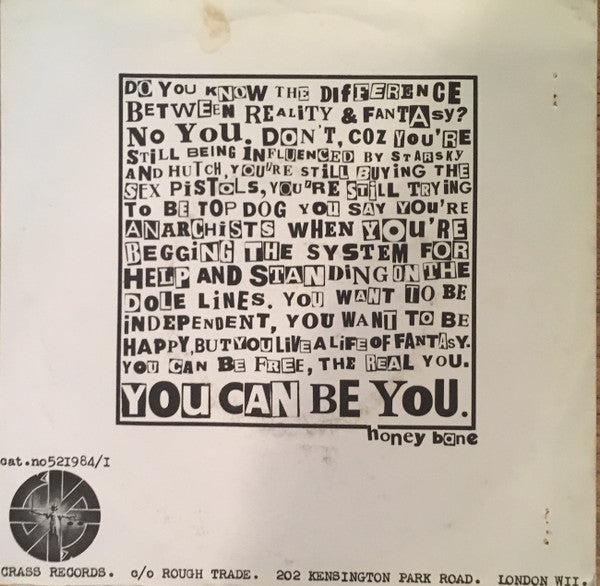 DO YOU KNOW THE DIFFERENCE
BETWEEN REALITY & FANTAsy?
NO YOU. DON'T, COZ YOU'RE
STILL BEING INFLUENCED BY STARSKY
AND HUTCH, YOU'RE STILL BUYING THE
SEX PiSTOLS, YOU'RE STiLL TRYING
TO BE TOP DOG YOU SAY YOU'RE
ANARCHISTS WHEN YOU'RE
BEGGiNG THE SYSTEM FOR
HELP AND STANDiNG ON THE
DOLE LiNES. YOU WANT TO BE
iNDEPENDENT, YOU WANT TO BE
HAPPY, BUT YOU LiVE A LIFE OF FANTASY.
YOU CAN BE FREE, THE REAL YOU.
YOU CAN BE YOU.
honey bane
cat.no521984/1
CRASS RECORDS. c/o ROUGH TRADE. 202 KENSINGTON PARK ROAD. LONDON WII.